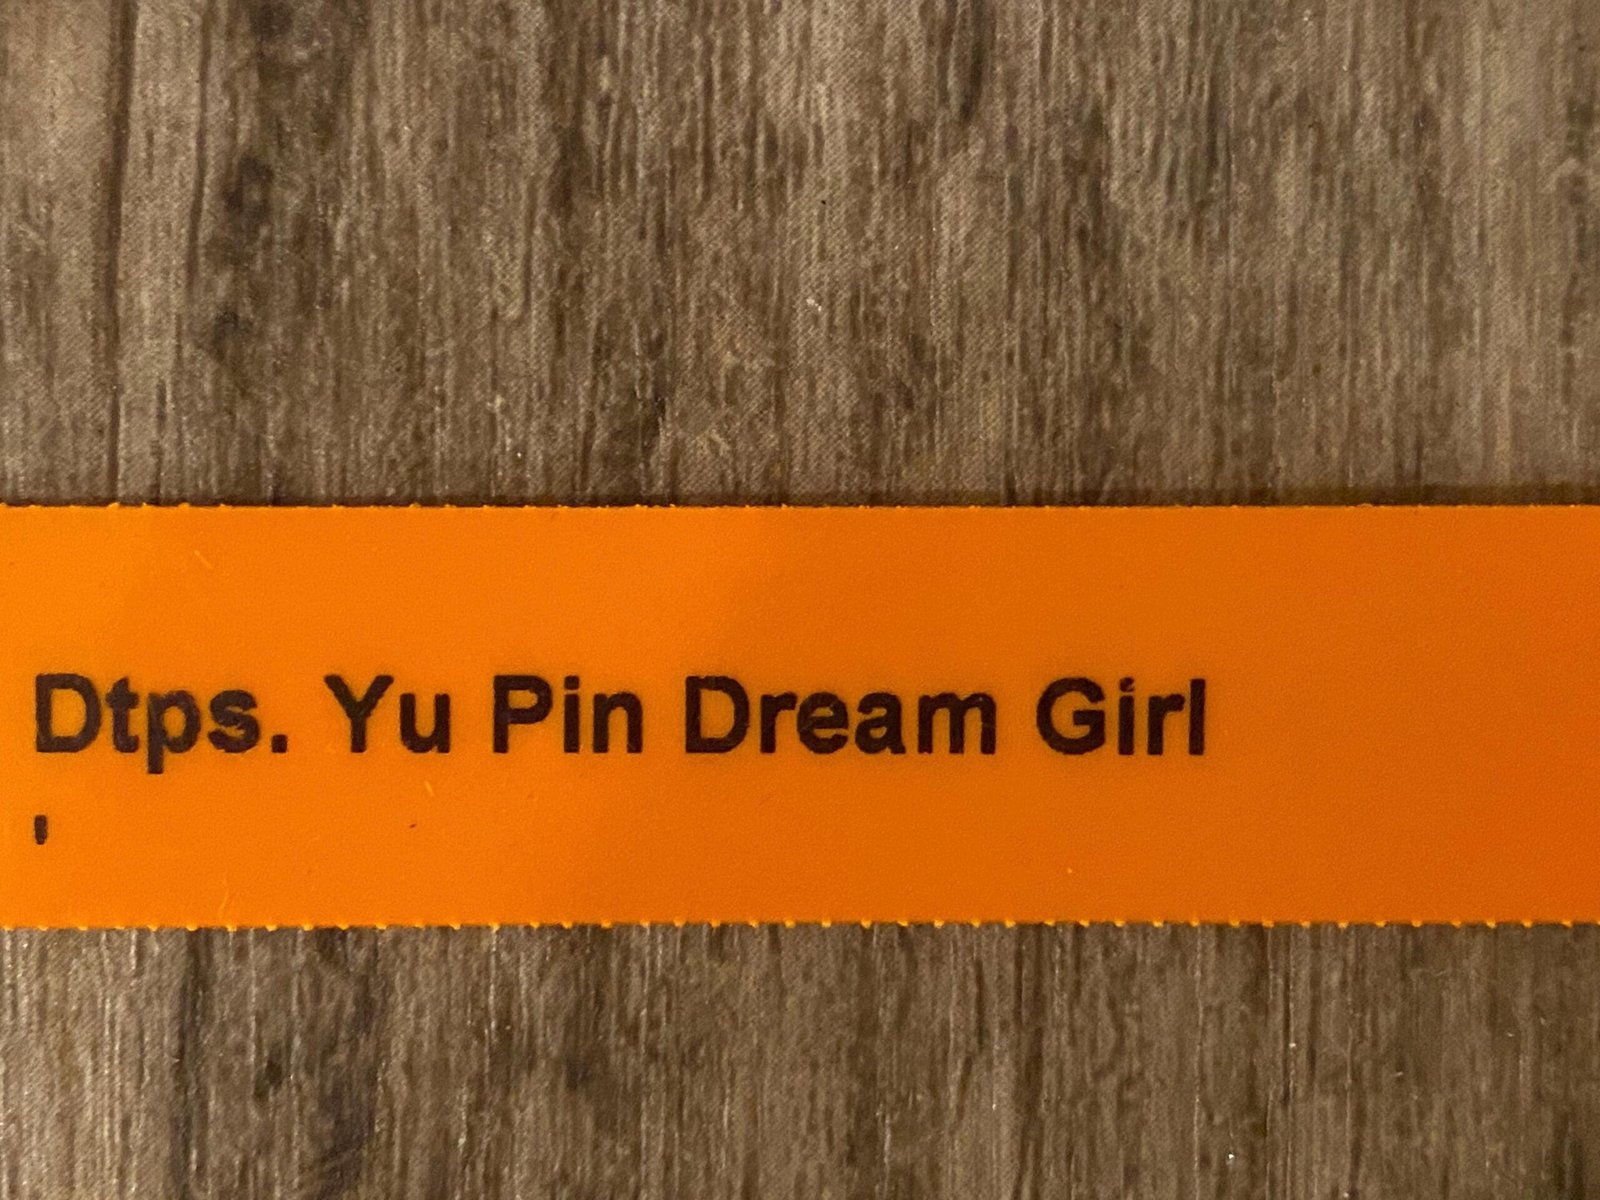 Dtps. Yu Pin Dream Girl
'